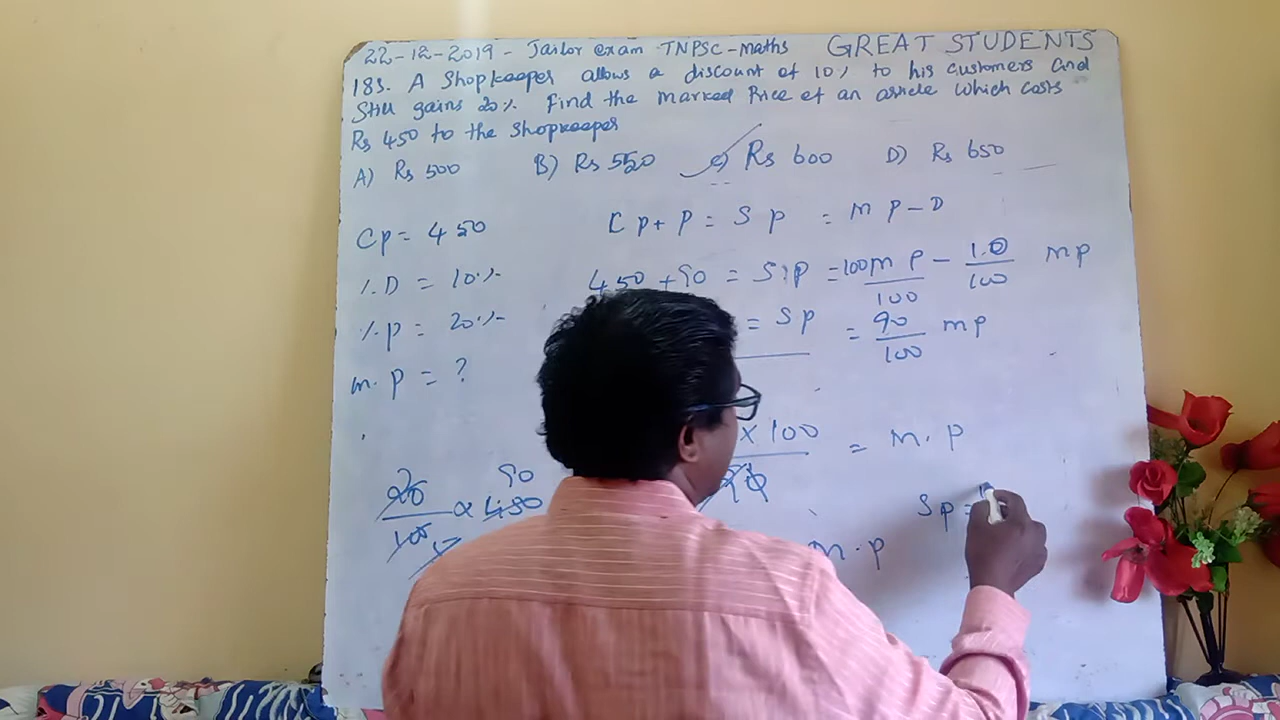 22-12-2019 - Jailor exam TNPSC - Maths GREAT STUDENTS
183. A Shopkeeper allows a discount of 10% to his customers and
Still gains 20%. Find the Marked Price of an article which costs
Rs 450 to the shopkeeper
A) Rs 500 B) Rs 550 c) Rs 600 D) Rs 650
Cp = 450
%D = 10%
%p = 20%
m.p = ?
Cp + p = Sp = mp - D
450 + 90 = S.p = 100 mp / 100 - 10 / 100 mp
= Sp = 90 / 100 mp
x 100 = m.p
90
20 / 100 x 450
m.p
Sp =